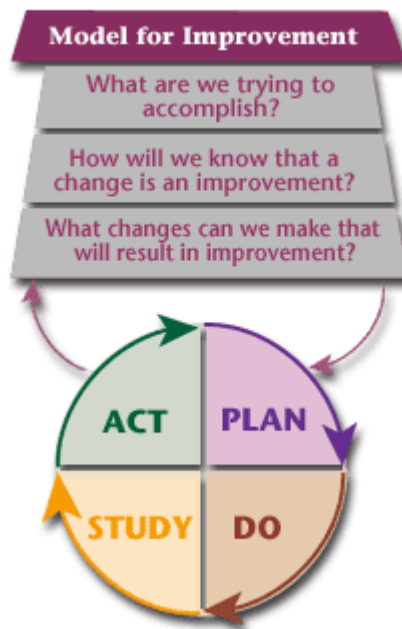 Model for Improvement
What are we trying to
accomplish?
How will we know that a
change is an improvement?
What changes can we make that
will result in improvement?
ACT PLAN
STUDY DO